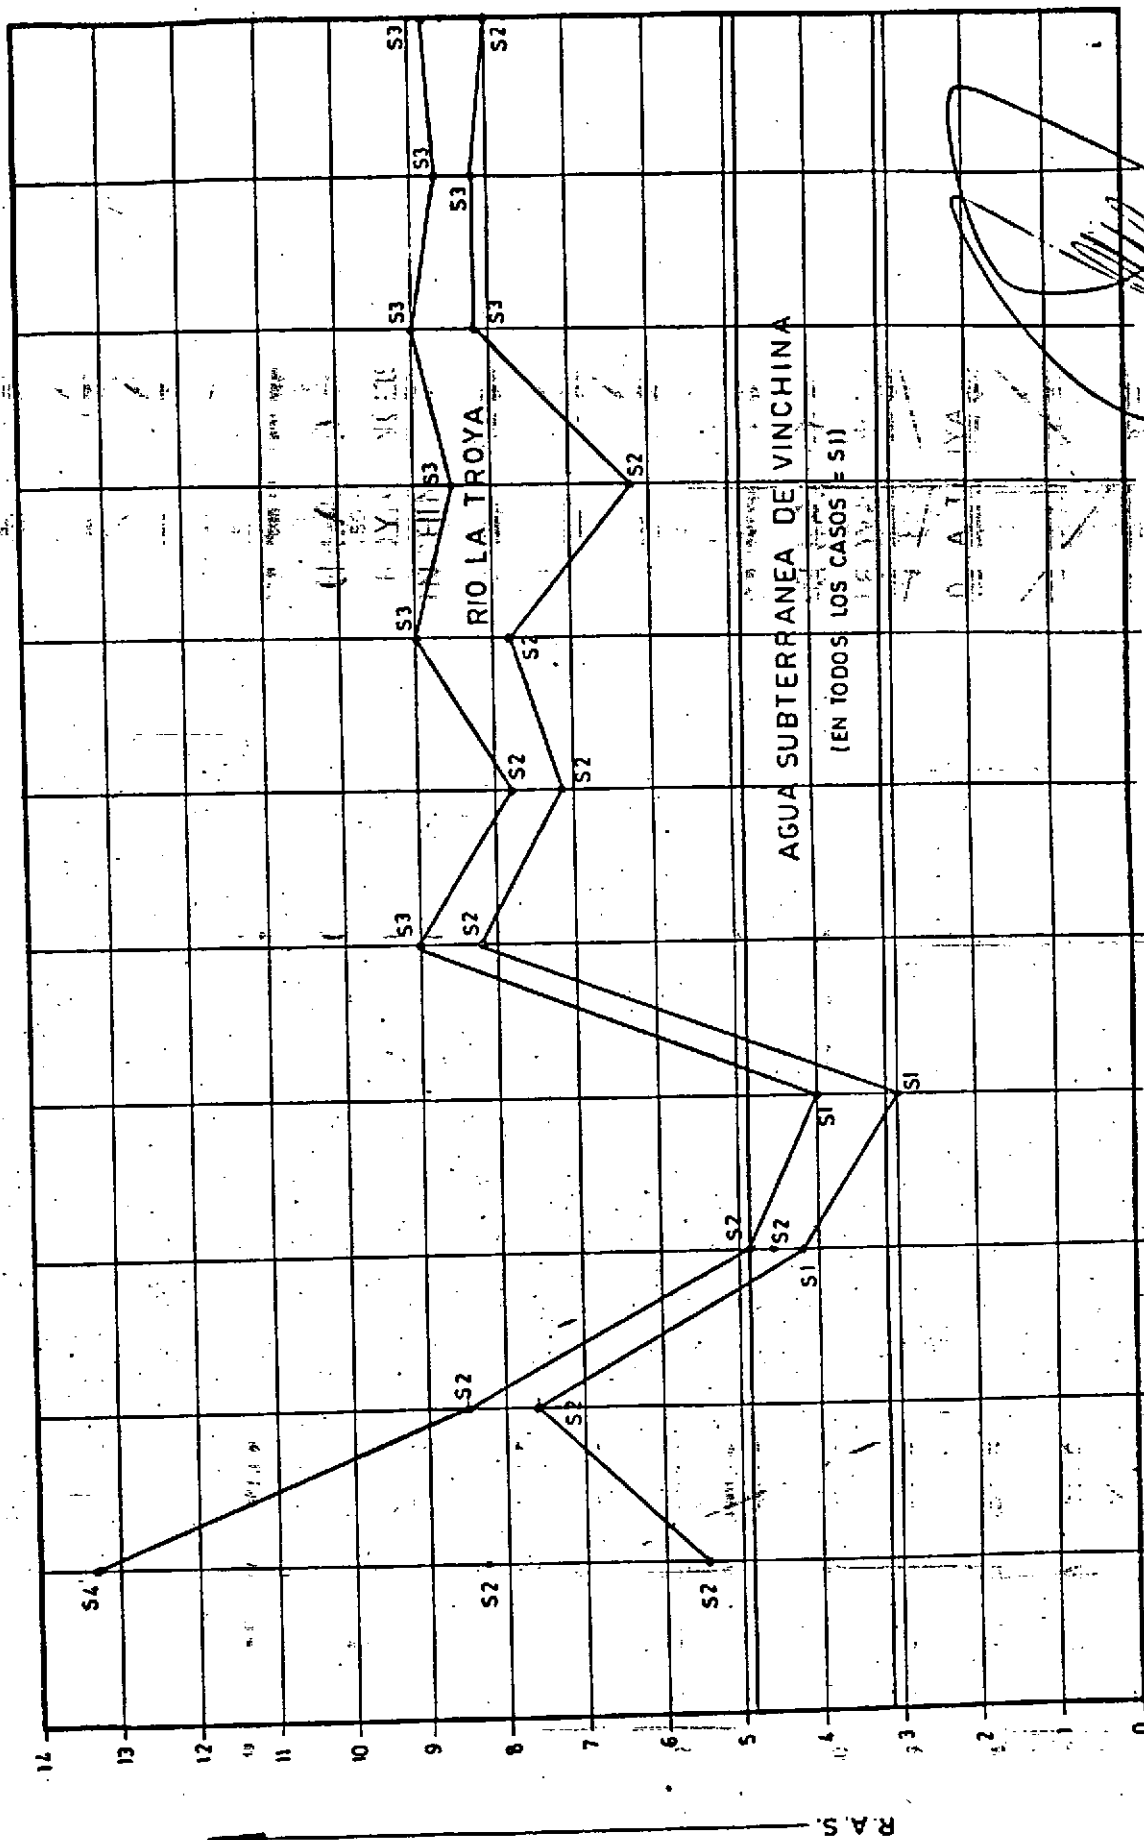 R.A.S.
14
13
12
11
10
9
8
7
6
5
4
3
2
1
0
S4
S2
S2
S2
S2
S2
S2
S1
S1
S1
S3
S2
S2
S2
S3
S2
S3
S2
S3
S3
S3
S3
S3
S2
RIO LA TROYA
AGUA SUBTERRANEA DE VINCHINA
(EN TODOS LOS CASOS = S1)